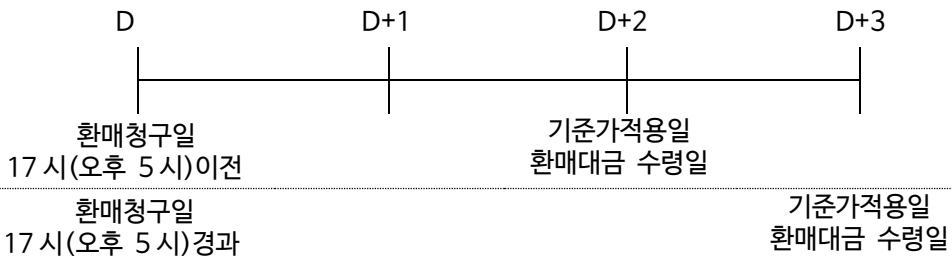 D D+1 D+2 D+3
환매청구일 기준가적용일
17시(오후 5시)이전 환매대금 수령일
환매청구일 기준가적용일
17시(오후 5시)경과 환매대금 수령일